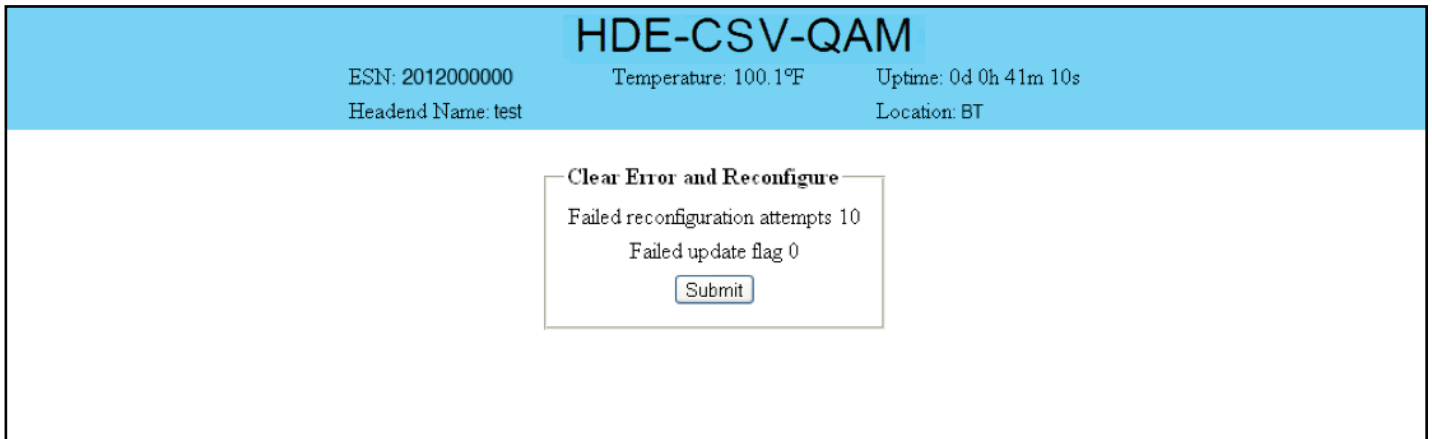 HDE-CSV-QAM
ESN: 2012000000 Temperature: 100.1ºF Uptime: 0d 0h 41m 10s
Headend Name: test Location: BT
Clear Error and Reconfigure
Failed reconfiguration attempts 10
Failed update flag 0
Submit